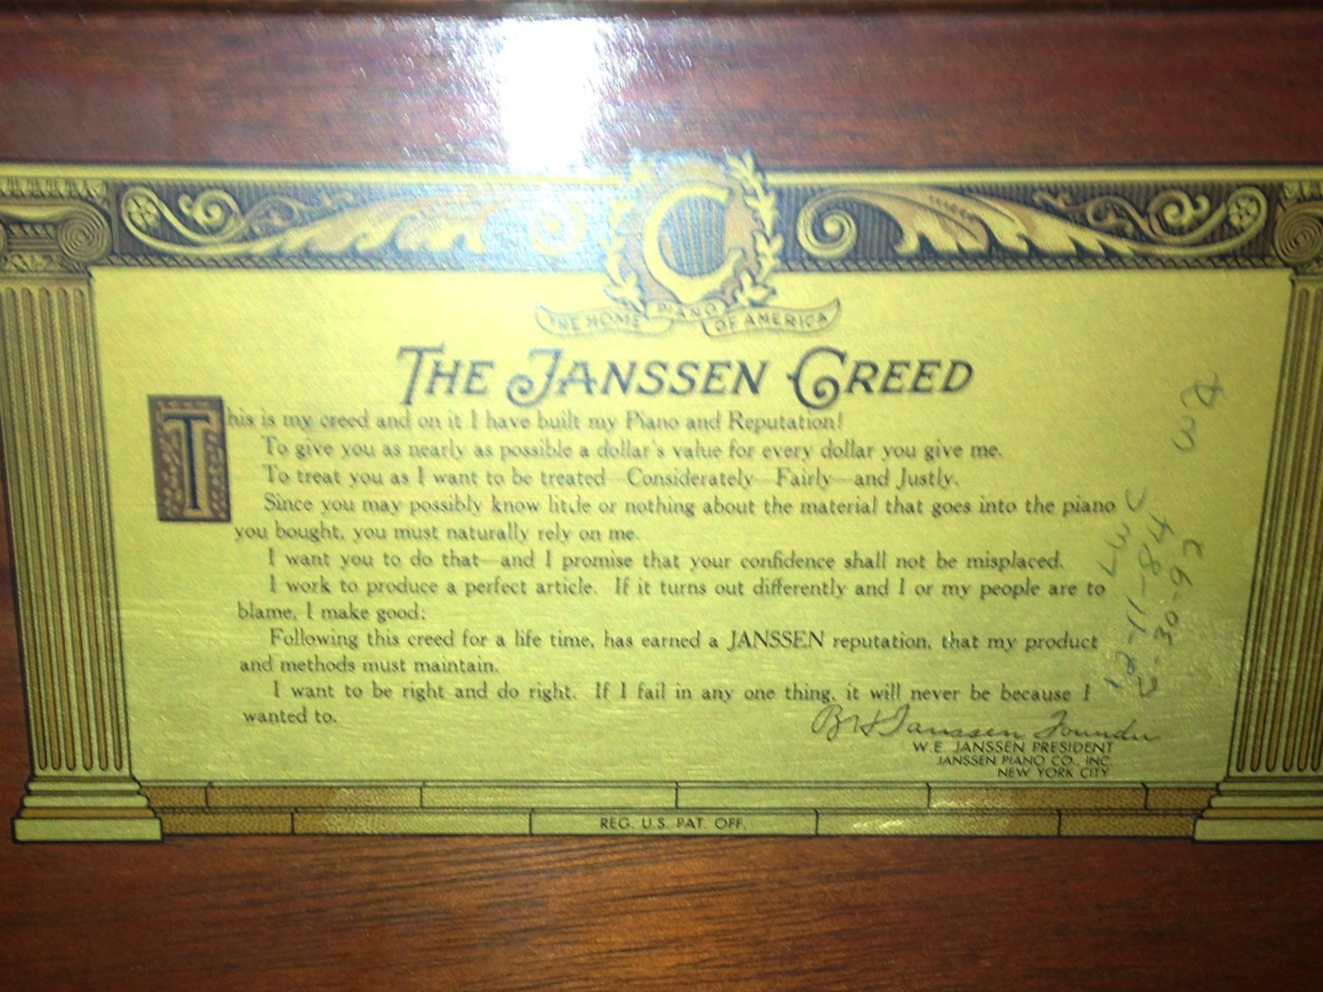 THE HOME PIANO OF AMERICA
THE JANSSEN CREED
This is my creed and on it I have built my Piano and Reputation!
To give you as nearly as possible a dollar's value for every dollar you give me.
To treat you as I want to be treated—Considerately—Fairly—and Justly.
Since you may possibly know little or nothing about the material that goes into the piano
you bought, you must naturally rely on me.
I want you to do that—and I promise that your confidence shall not be misplaced.
I work to produce a perfect article. If it turns out differently and I or my people are to
blame, I make good:
Following this creed for a life time, has earned a JANSSEN reputation, that my product
and methods must maintain.
I want to be right and do right. If I fail in any one thing, it will never be because I
wanted to.
BH Janssen Founder
W.E. JANSSEN PRESIDENT
JANSSEN PIANO CO., INC.
NEW YORK CITY
REG. U.S. PAT. OFF.
LWC
12-11-84